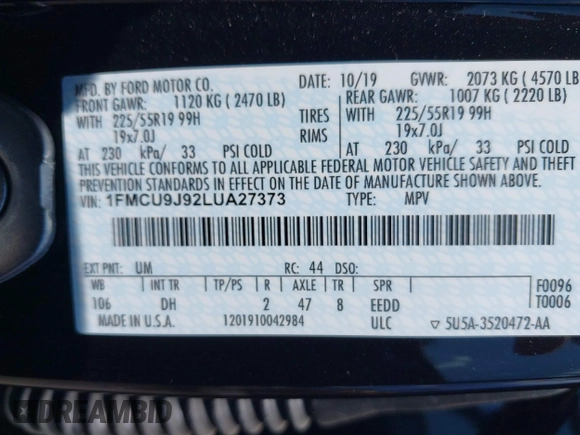 MFD. BY FORD MOTOR CO. DATE: 10/19 GVWR: 2073 KG (4570 LB
FRONT GAWR: 1120 KG (2470 LB) REAR GAWR: 1007 KG (2220 LB)
WITH 225/55R19 99H TIRES WITH 225/55R19 99H
19x7.0J RIMS 19x7.0J
AT 230 kPa/ 33 PSI COLD AT 230 kPa/ 33 PSI COLD
THIS VEHICLE CONFORMS TO ALL APPLICABLE FEDERAL MOTOR VEHICLE SAFETY AND THEFT
PREVENTION STANDARDS IN EFFECT ON THE DATE OF MANUFACTURE SHOWN ABOVE.
VIN: 1FMCU9J92LUA27373 TYPE: MPV
EXT PNT: UM RC: 44 DSO:
WB INT TR TP/PS R AXLE TR SPR F0096
106 DH 2 47 8 EEDD T0006
MADE IN U.S.A. 1201910042984 ULC ▽ 5U5A-3520472-AA
DREAMBID